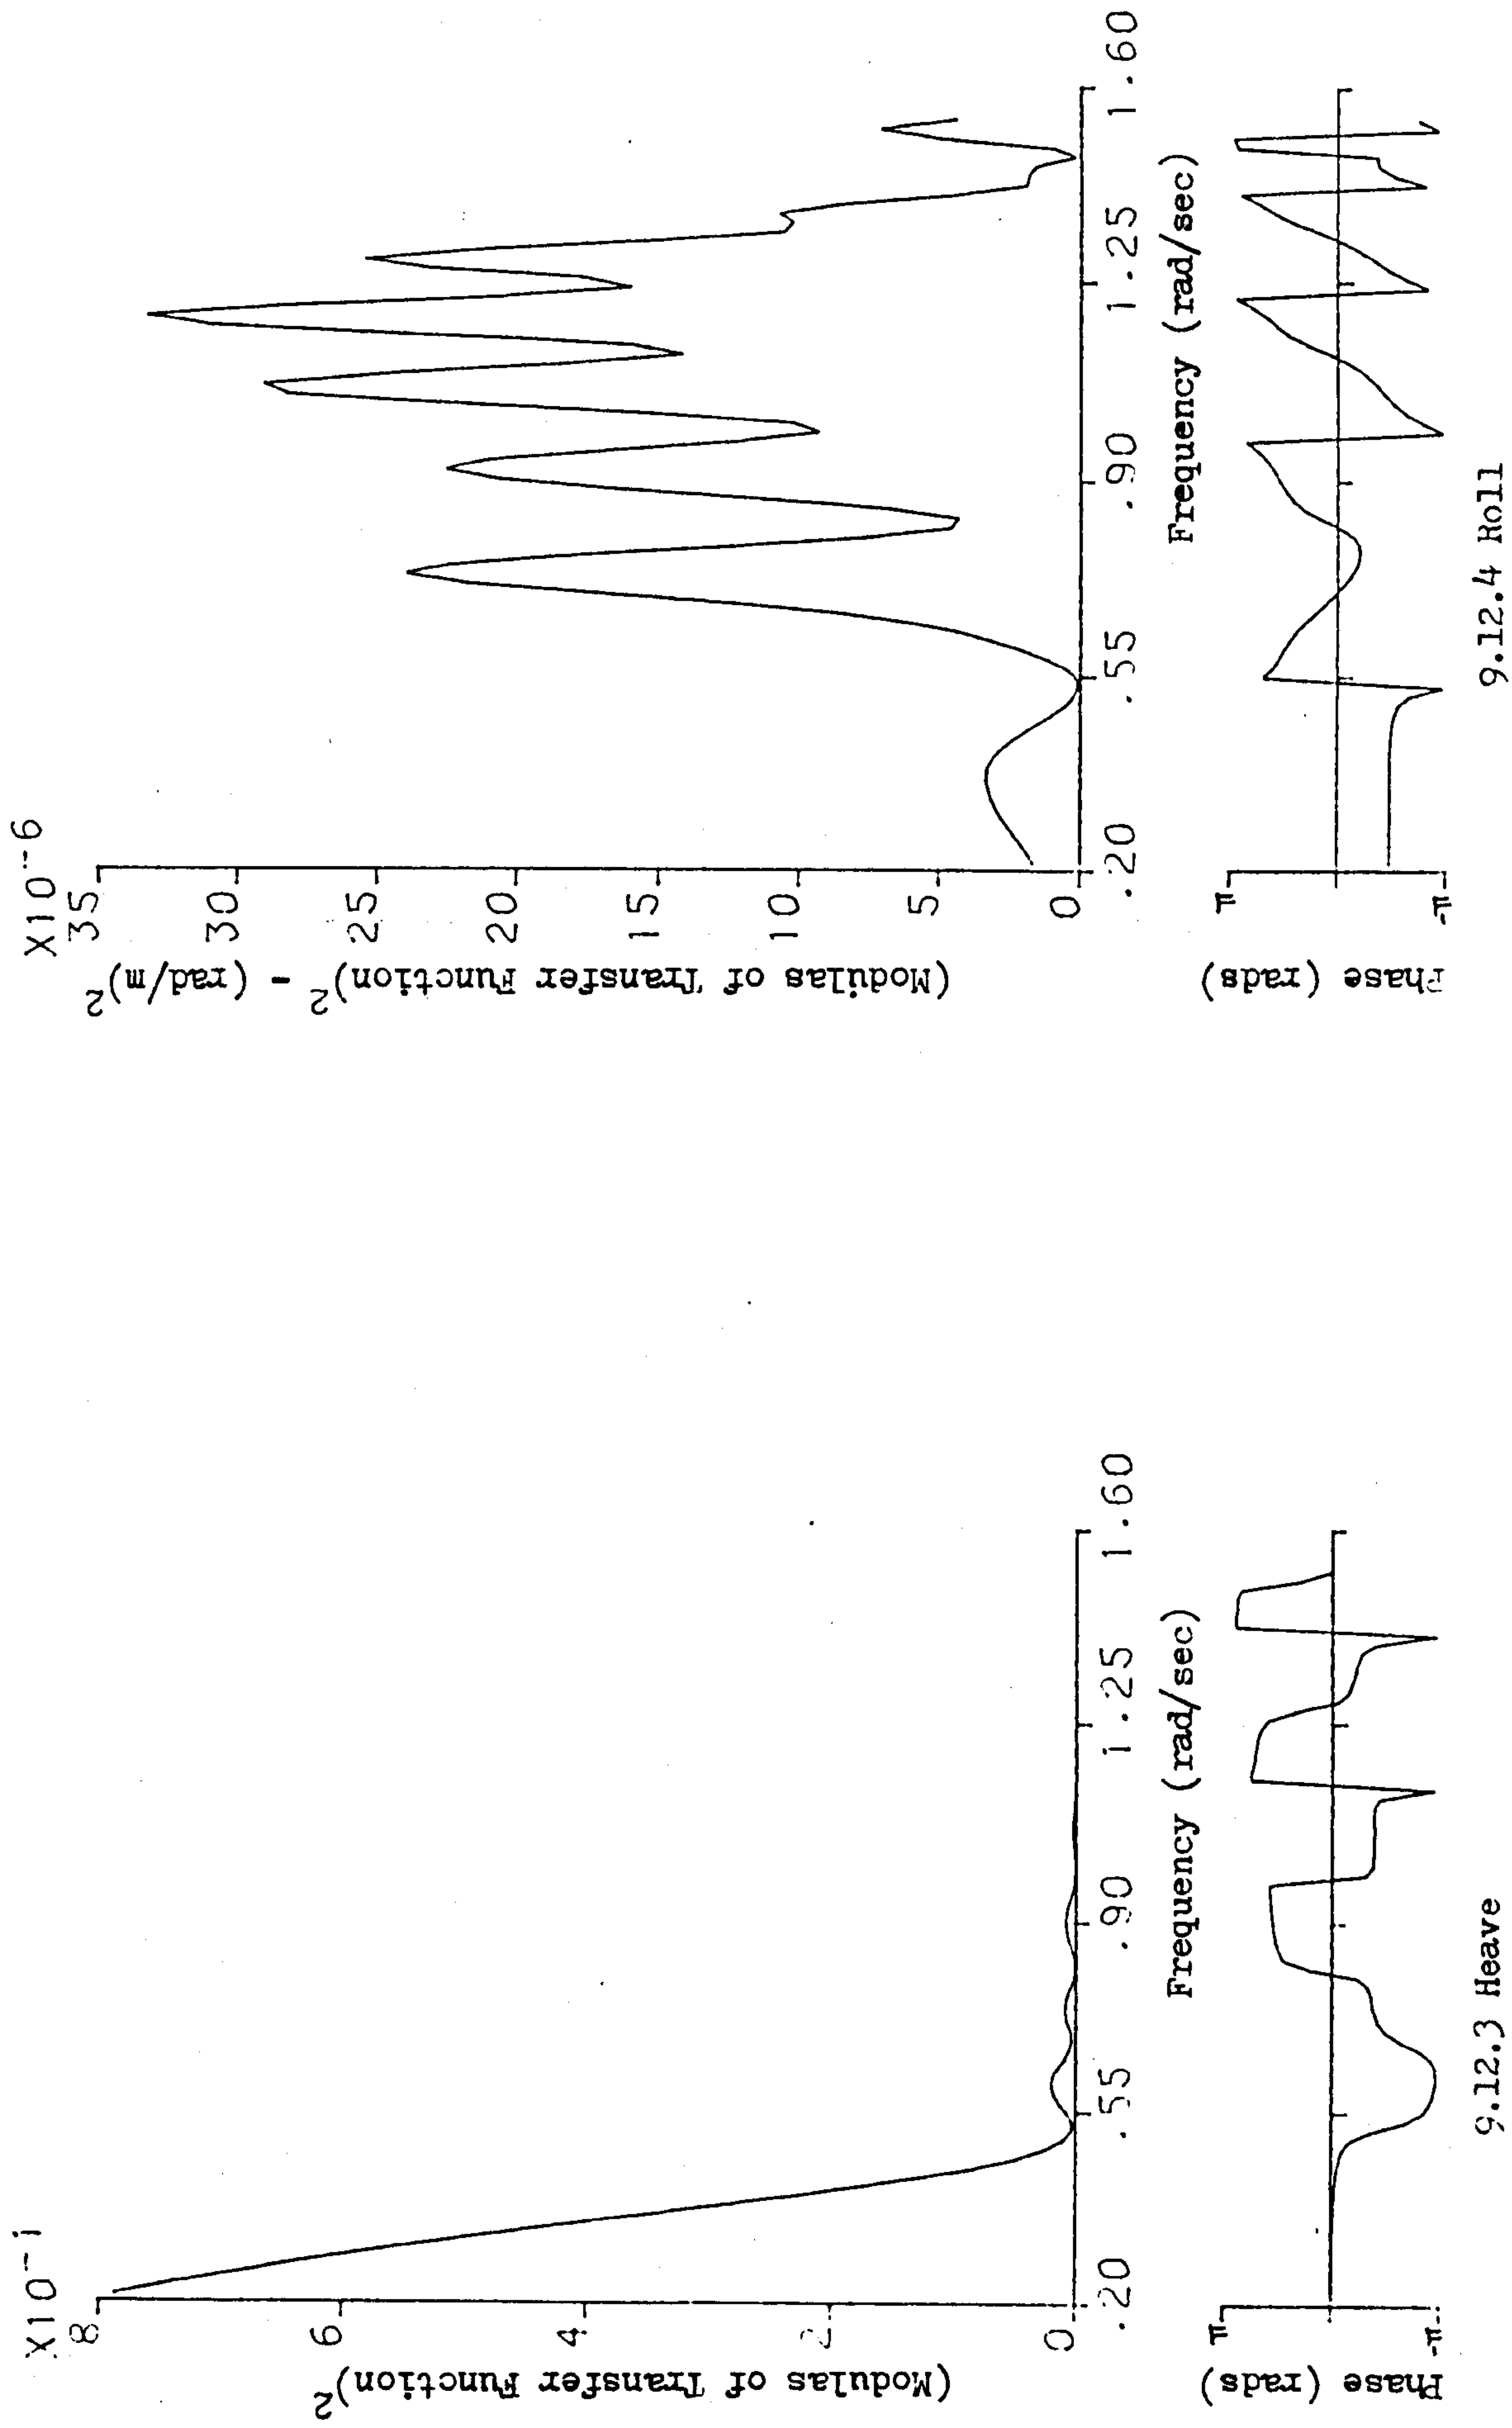 X10⁻¹
8
6
4
2
0
(Modulas of Transfer Function)²
.20
.55
.90
1.25
1.60
Frequency (rad/sec)
π
-π
Phase (rads)
9.12.3 Heave
X10⁻⁶
35
30
25
20
15
10
5
0
(Modulas of Transfer Function)² - (rad/m)²
.20
.55
.90
1.25
1.60
Frequency (rad/sec)
π
-π
Phase (rads)
9.12.4 Roll